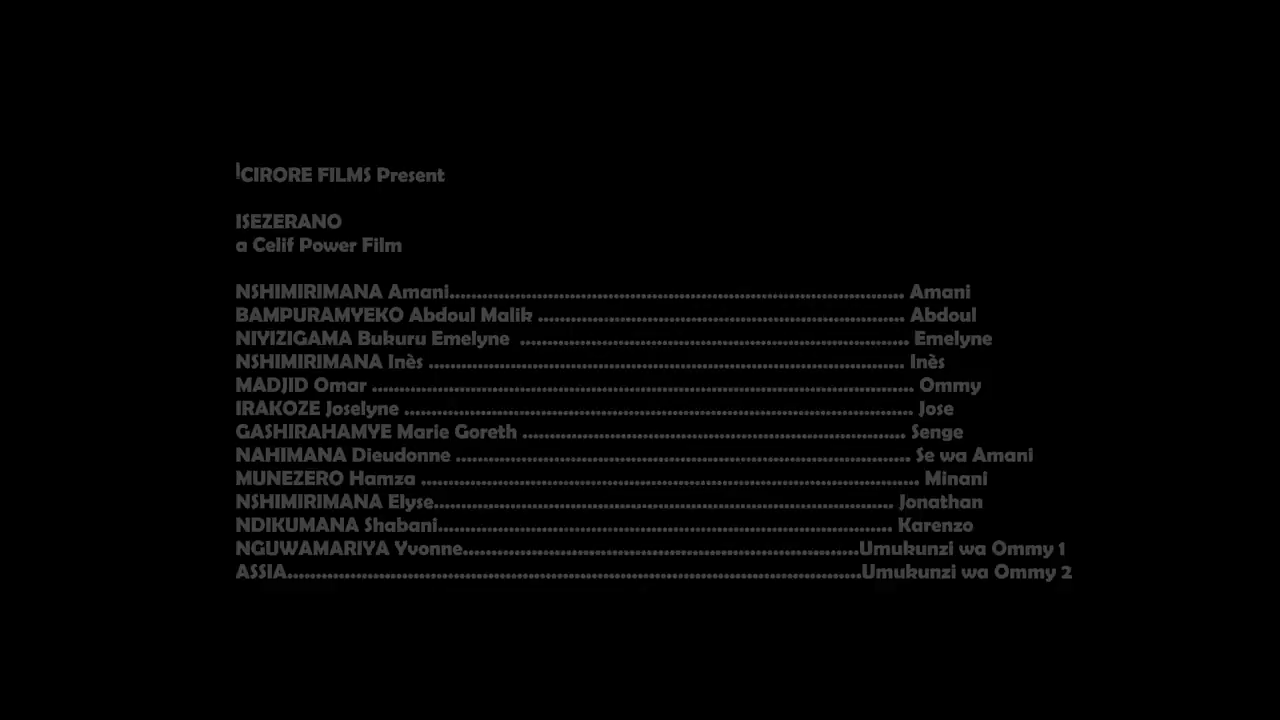 ICIRORE FILMS Present
ISEZERANO
a Celif Power Film
NSHIMIRIMANA Amani................................................................................ Amani
BAMPURAMYEKO Abdoul Malik ................................................................. Abdoul
NIYIZIGAMA Bukuru Emelyne ..................................................................... Emelyne
NSHIMIRIMANA Inès .................................................................................... Inès
MADJID Omar ................................................................................................ Ommy
IRAKOZE Joselyne .......................................................................................... Jose
GASHIRAHAMYE Marie Goreth .................................................................... Senge
NAHIMANA Dieudonne ................................................................................ Se wa Amani
MUNEZERO Hamza ........................................................................................ Minani
NSHIMIRIMANA Elyse................................................................................. Jonathan
NDIKUMANA Shabani................................................................................ Karenzo
NGUWAMARIYA Yvonne......................................................................Umukunzi wa Ommy 1
ASSIA.....................................................................................................Umukunzi wa Ommy 2